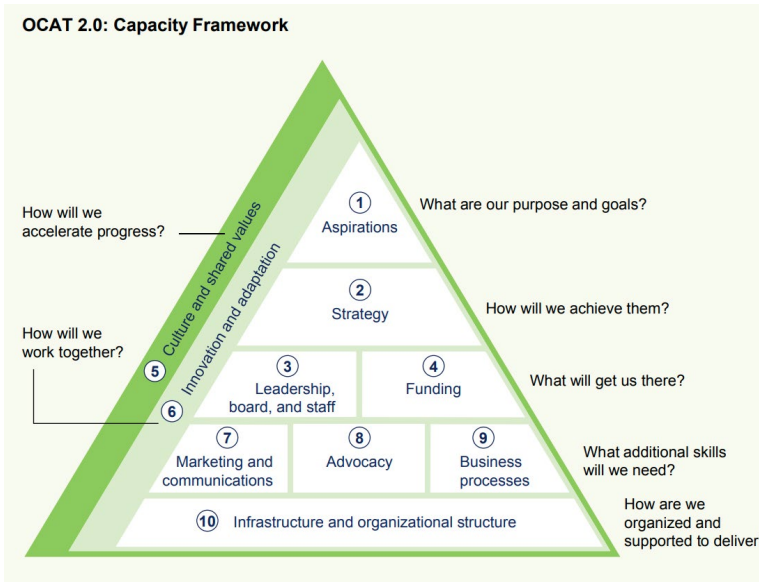 OCAT 2.0: Capacity Framework
How will we
accelerate progress?
How will we
work together?
5 Culture and shared values
6 Innovation and adaptation
1
Aspirations
What are our purpose and goals?
2
Strategy
How will we achieve them?
3
Leadership,
board, and staff
4
Funding
What will get us there?
7
Marketing and
communications
8
Advocacy
9
Business
processes
What additional skills
will we need?
10 Infrastructure and organizational structure
How are we
organized and
supported to deliver